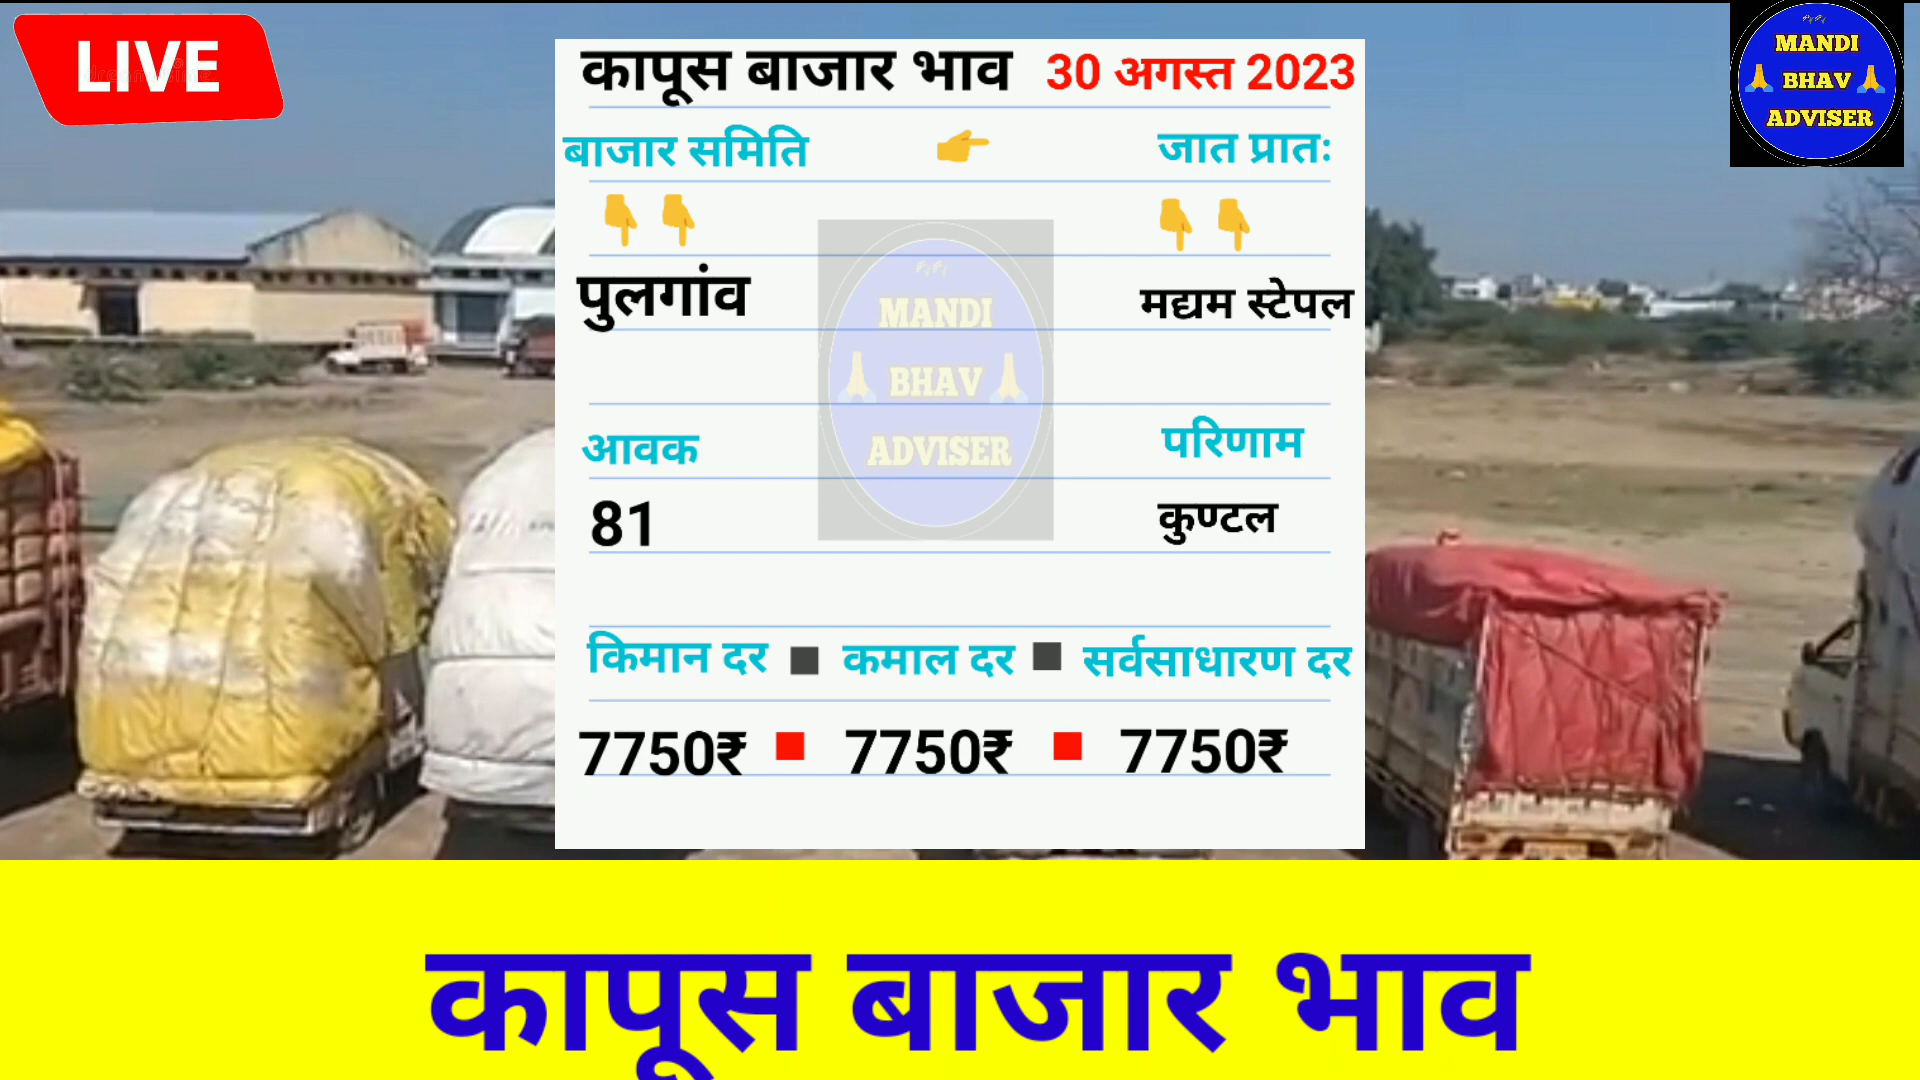 LIVE
कापूस बाजार भाव 30 अगस्त 2023
MANDI
BHAV
ADVISER
बाजार समिति जात प्रातः
पुलगांव मद्यम स्टेपल
MANDI
BHAV
ADVISER
आवक परिणाम
81 कुण्टल
किमान दर कमाल दर सर्वसाधारण दर
7750₹ 7750₹ 7750₹
कापूस बाजार भाव